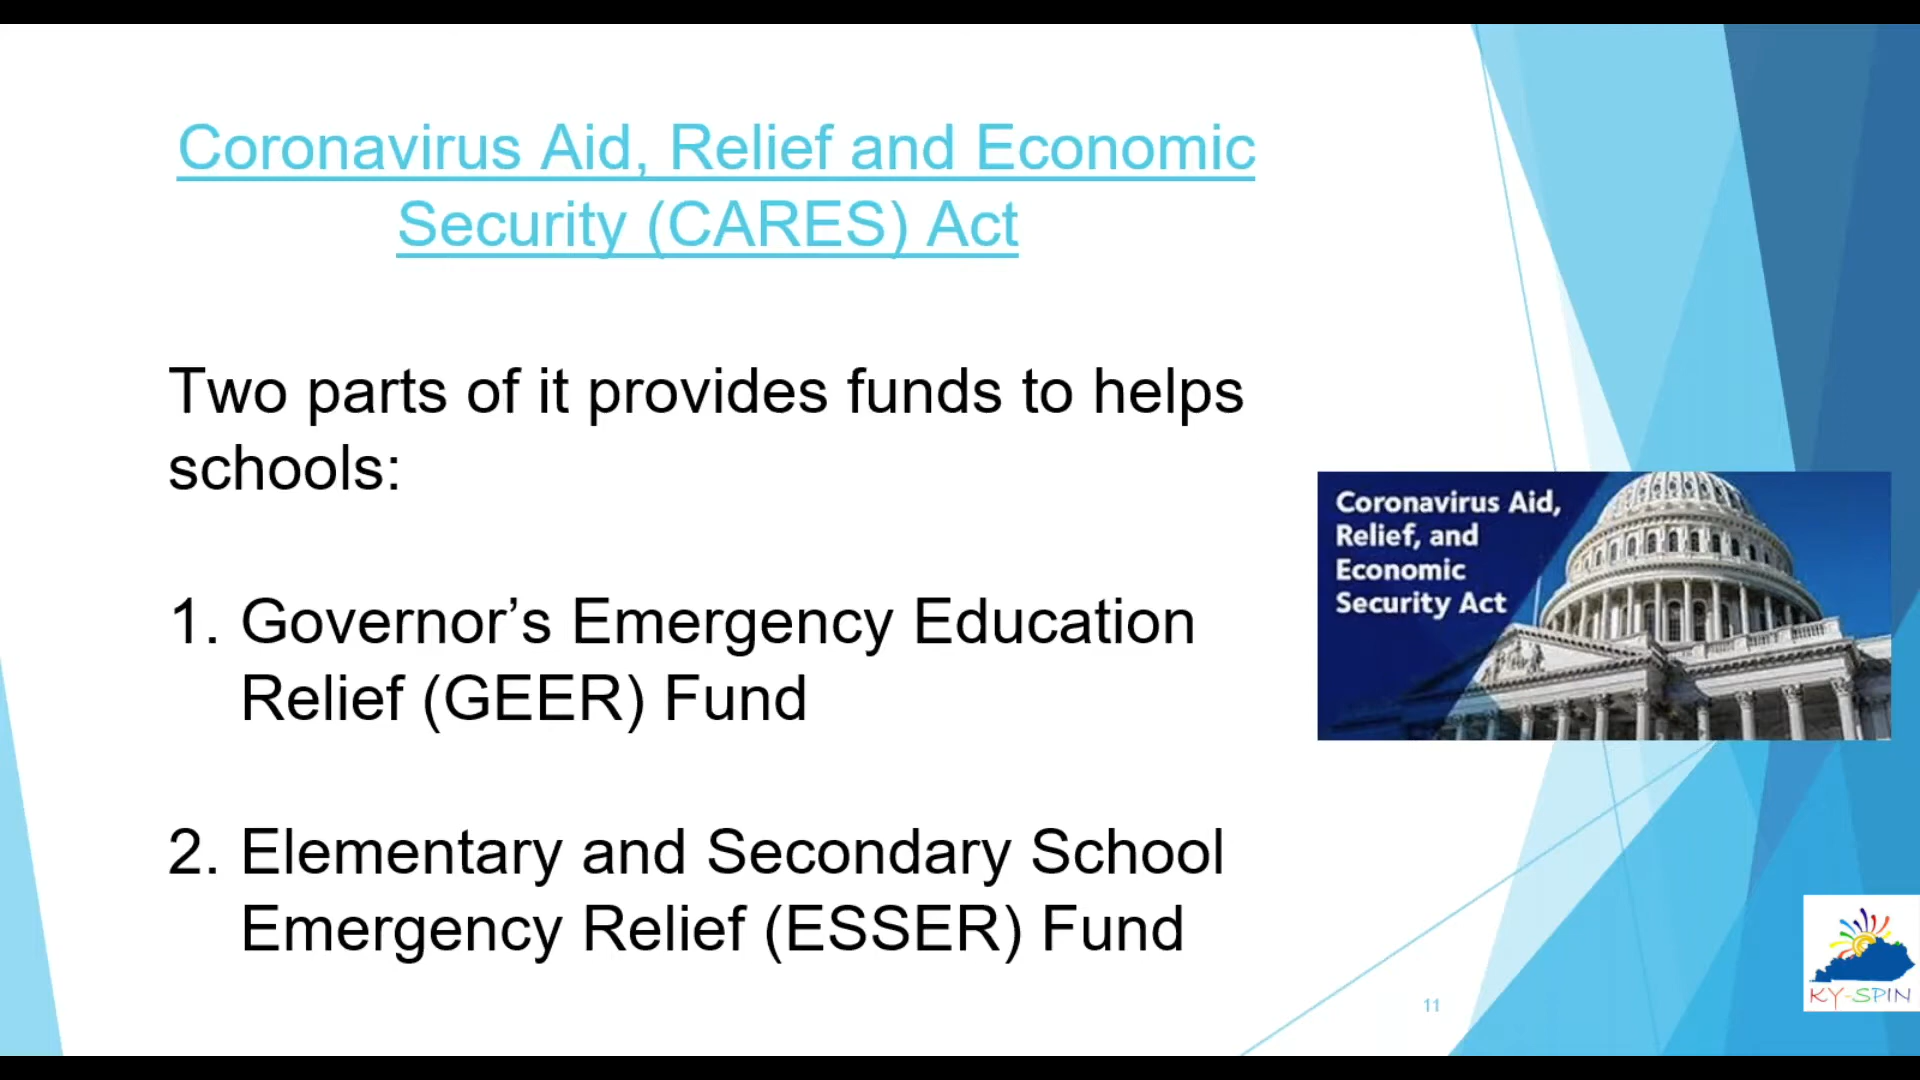 Coronavirus Aid, Relief and Economic
Security (CARES) Act
Two parts of it provides funds to helps
schools:
1. Governor’s Emergency Education
Relief (GEER) Fund
2. Elementary and Secondary School
Emergency Relief (ESSER) Fund
Coronavirus Aid,
Relief, and
Economic
Security Act
KY-SPIN
11